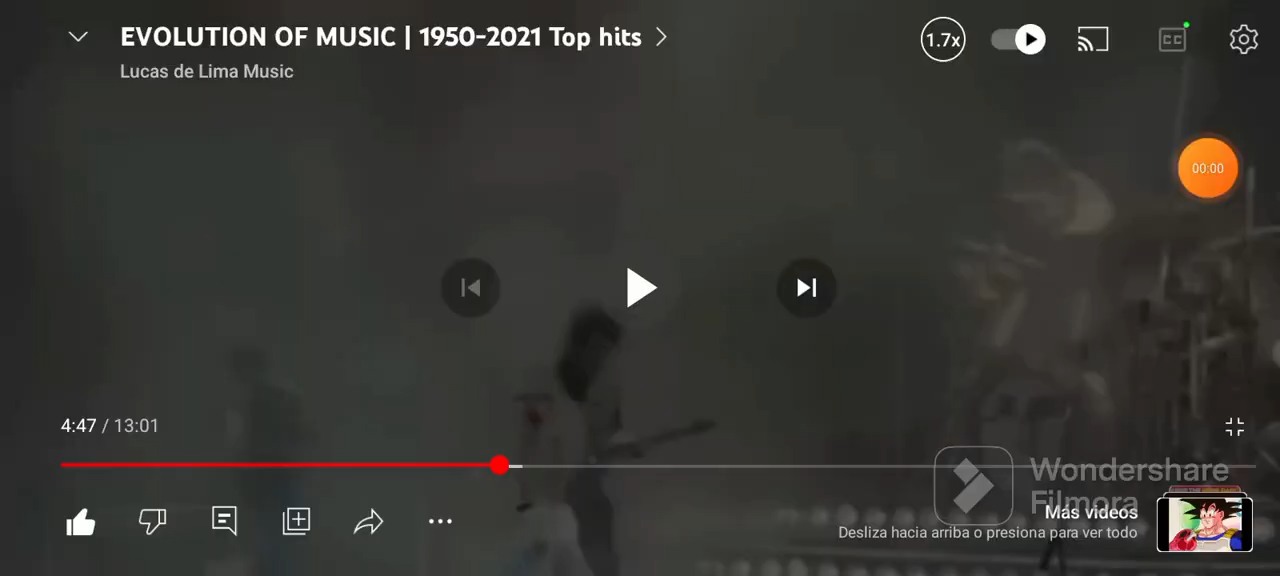 EVOLUTION OF MUSIC | 1950-2021 Top hits
1.7x
CC
Lucas de Lima Music
00:00
4:47 / 13:01
Wondershare
Filmora
Más videos
Desliza hacia arriba o presiona para ver todo